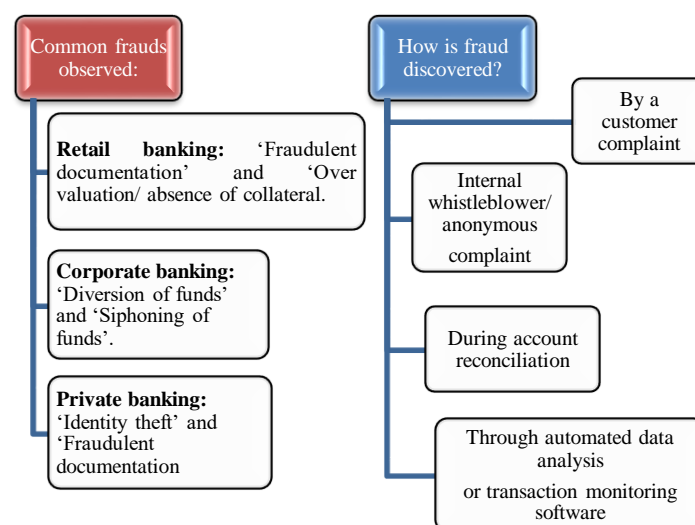 Common frauds
observed:
Retail banking: ‘Fraudulent
documentation’ and ‘Over
valuation/ absence of collateral.
Corporate banking:
‘Diversion of funds’
and ‘Siphoning of
funds’.
Private banking:
‘Identity theft’ and
‘Fraudulent
documentation
How is fraud
discovered?
By a
customer
complaint
Internal
whistleblower/
anonymous
complaint
During account
reconciliation
Through automated data
analysis
or transaction monitoring
software